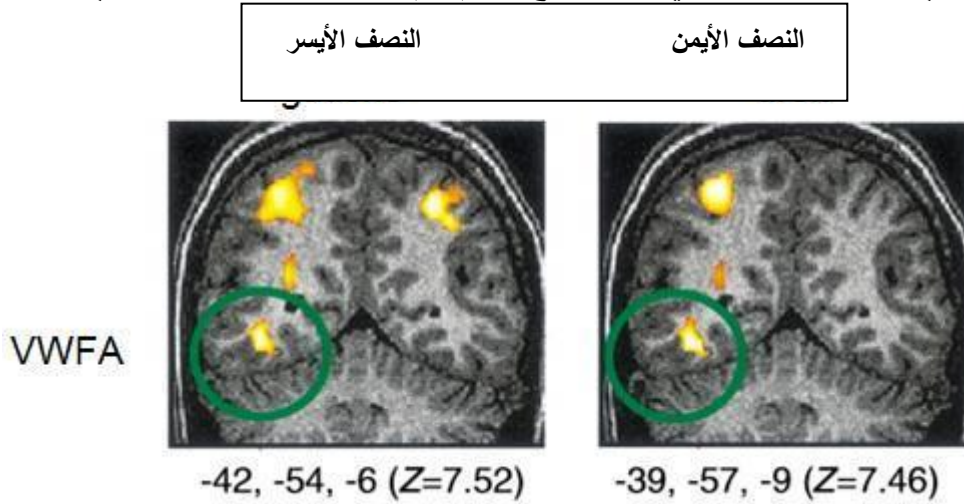 النصف الأيمن النصف الأيسر
VWFA
-42, -54, -6 (Z=7.52) -39, -57, -9 (Z=7.46)